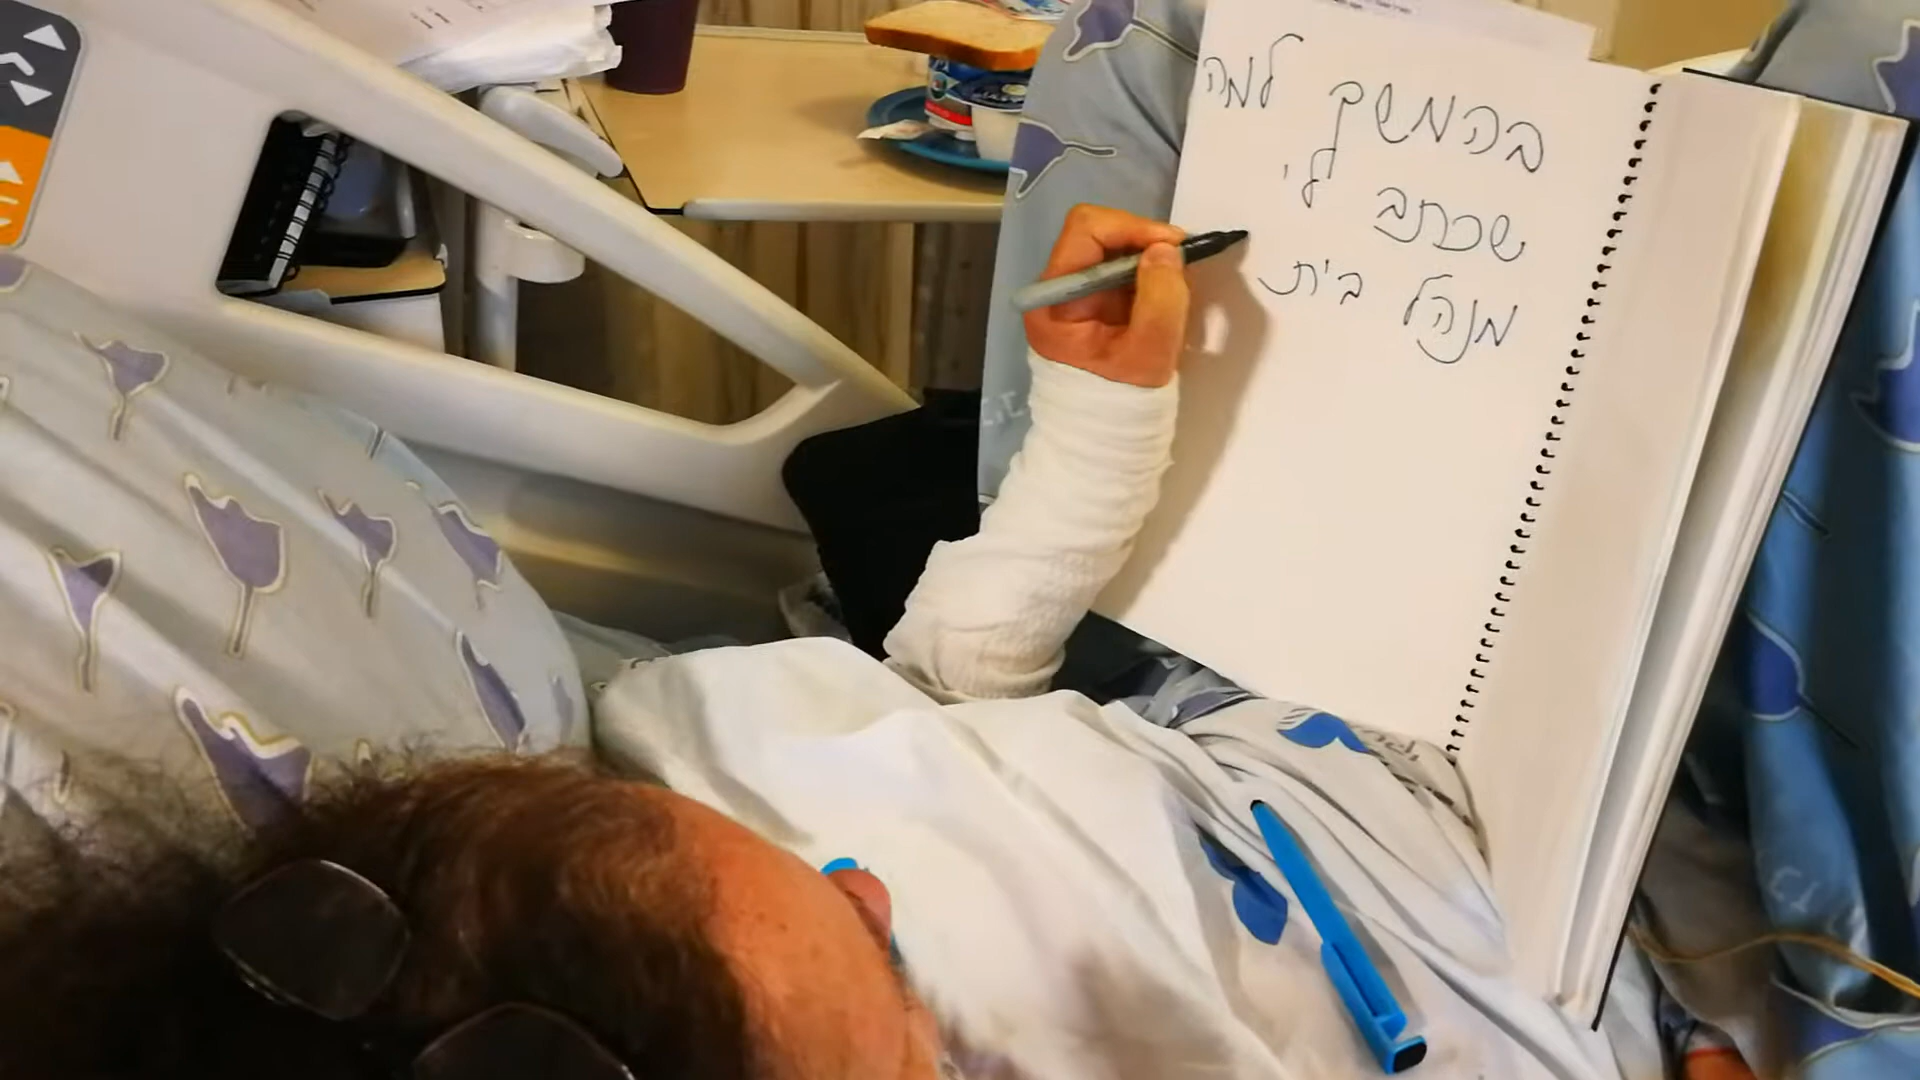 בהמשך למה
שכתב לי
מנהל בית